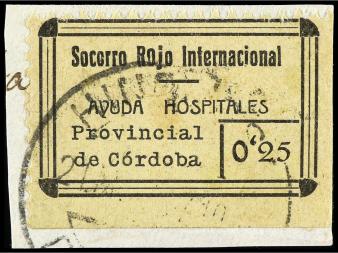 Socorro Rojo Internacional
AYUDA HOSPITALES
Provincial
de Córdoba
0'25